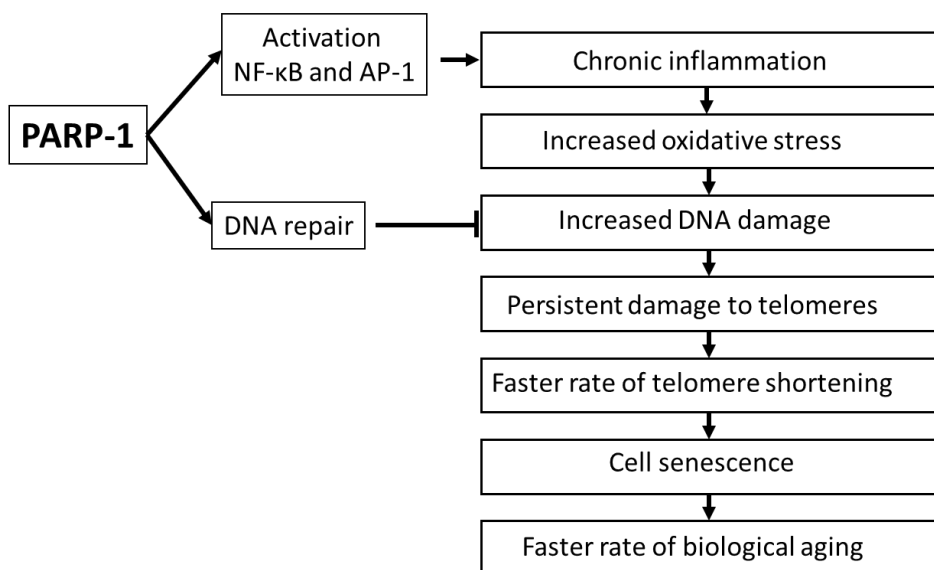 Activation
NF-κB and AP-1
Chronic inflammation
PARP-1
Increased oxidative stress
DNA repair
Increased DNA damage
Persistent damage to telomeres
Faster rate of telomere shortening
Cell senescence
Faster rate of biological aging